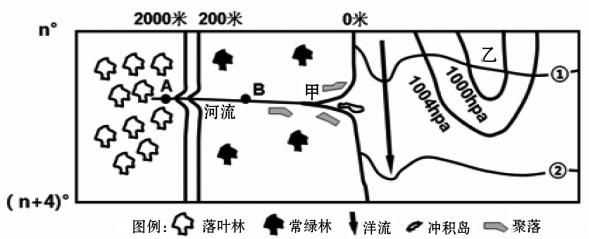 2000米 200米 0米
n°
乙
①
A B 甲
1004hpa 1000hpa
河流
②
(n+4)°
图例: 落叶林 常绿林 洋流 冲积岛 聚落